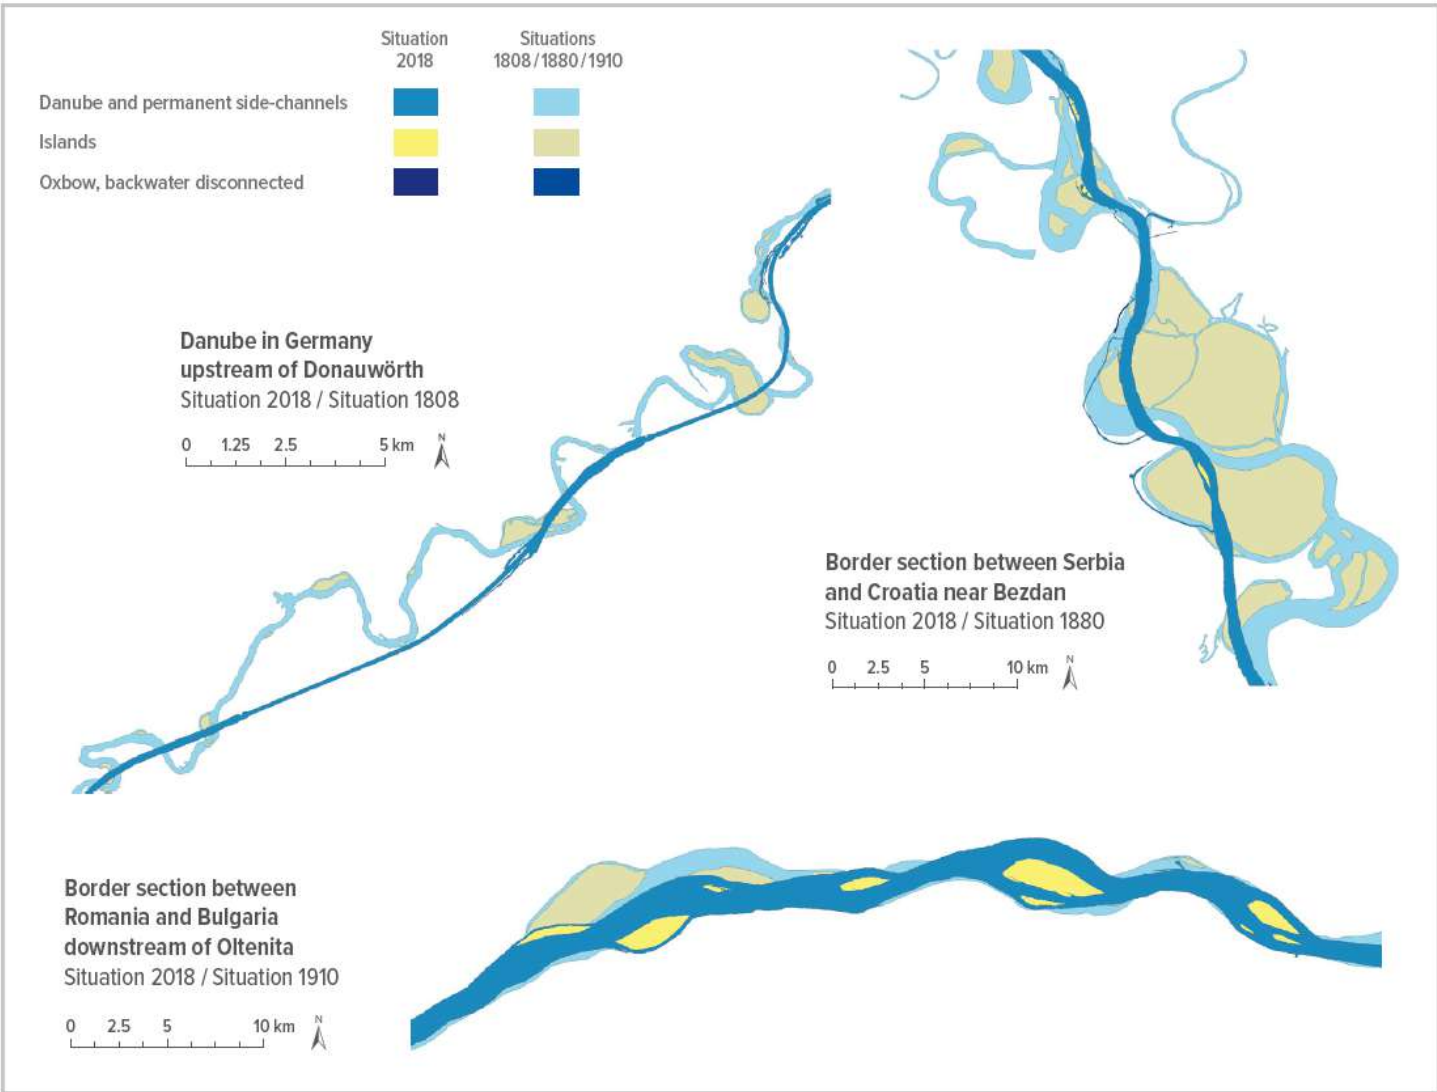 Situation
2018
Situations
1808/1880/1910
Danube and permanent side-channels
Islands
Oxbow, backwater disconnected
Danube in Germany
upstream of Donauwörth
Situation 2018 / Situation 1808
0 1.25 2.5 5 km
N
Border section between Serbia
and Croatia near Bezdan
Situation 2018 / Situation 1880
0 2.5 5 10 km
N
Border section between
Romania and Bulgaria
downstream of Oltenita
Situation 2018 / Situation 1910
0 2.5 5 10 km
N